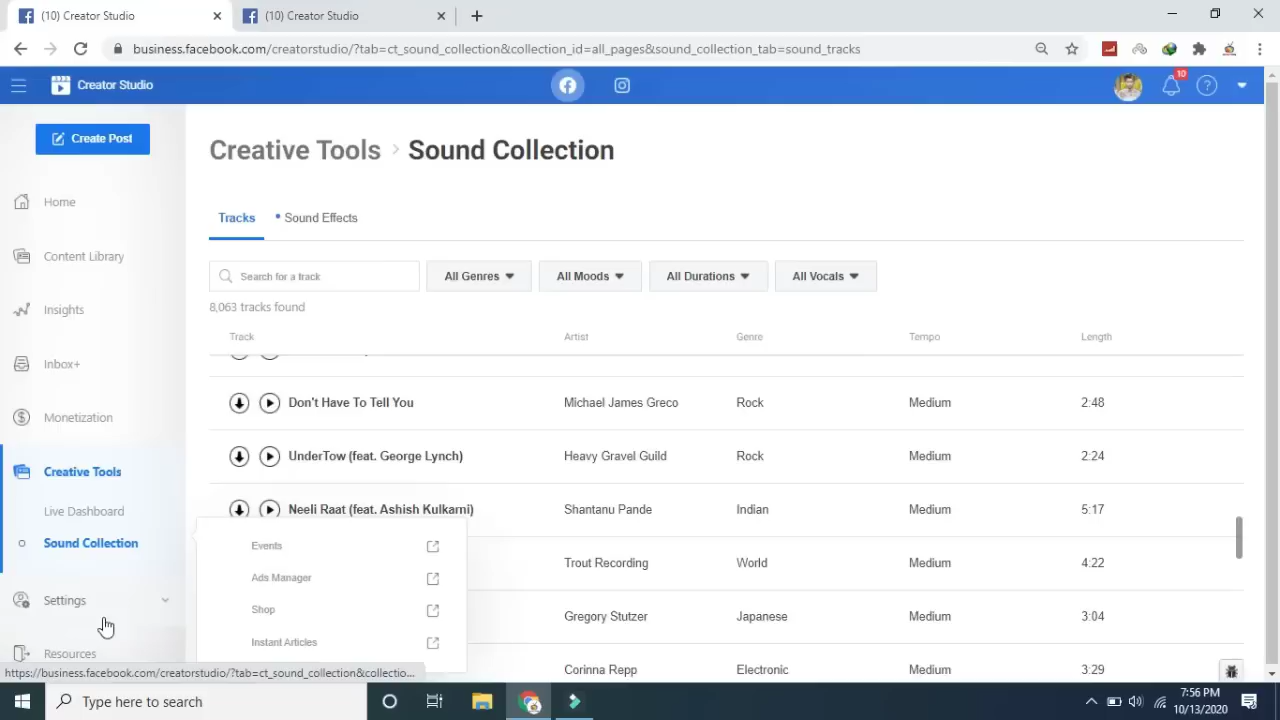 (10) Creator Studio
(10) Creator Studio
business.facebook.com/creatorstudio/?tab=ct_sound_collection&collection_id=all_pages&sound_collection_tab=sound_tracks
Creator Studio
10
Create Post
Creative Tools > Sound Collection
Home
Tracks
Sound Effects
Content Library
Search for a track
All Genres
All Moods
All Durations
All Vocals
8,063 tracks found
Insights
Track Artist Genre Tempo Length
Inbox+
Don't Have To Tell You Michael James Greco Rock Medium 2:48
Monetization
UnderTow (feat. George Lynch) Heavy Gravel Guild Rock Medium 2:24
Creative Tools
Live Dashboard
Neeli Raat (feat. Ashish Kulkarni) Shantanu Pande Indian Medium 5:17
Sound Collection
Events
Trout Recording World Medium 4:22
Ads Manager
Settings
Shop
Gregory Stutzer Japanese Medium 3:04
Instant Articles
Resources
Corinna Repp Electronic Medium 3:29
https://business.facebook.com/creatorstudio/?tab=ct_sound_collection&collectio...
Type here to search
7:56 PM
10/13/2020